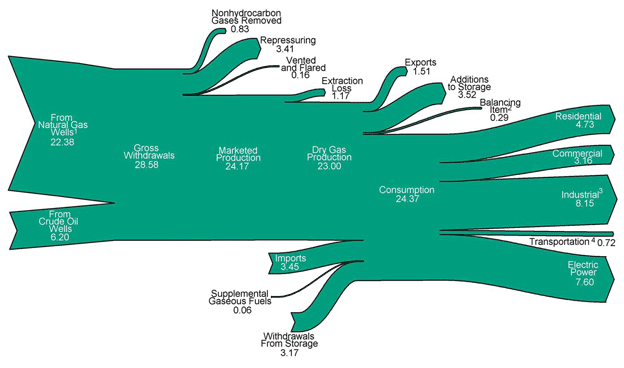 Nonhydrocarbon
Gases Removed
0.83
Repressuring
3.41
Vented
and Flared
0.16
Extraction
Loss
1.17
Exports
1.51
Additions
to Storage
3.52
Balancing
Item²
0.29
From
Natural Gas
Wells¹
22.38
Gross
Withdrawals
28.58
Marketed
Production
24.17
Dry Gas
Production
23.00
Consumption
24.37
Residential
4.73
Commercial
3.16
Industrial³
8.15
Transportation⁴ 0.72
Electric
Power
7.60
From
Crude Oil
Wells
6.20
Imports
3.45
Supplemental
Gaseous Fuels
0.06
Withdrawals
From Storage
3.17